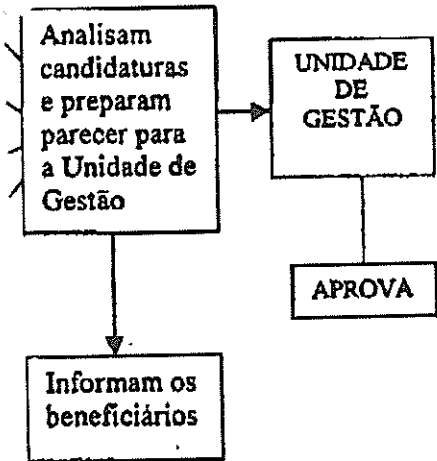 Analisam
candidaturas
e preparam
parecer para
a Unidade de
Gestão
UNIDADE
DE
GESTÃO
APROVA
Informam os
beneficiários